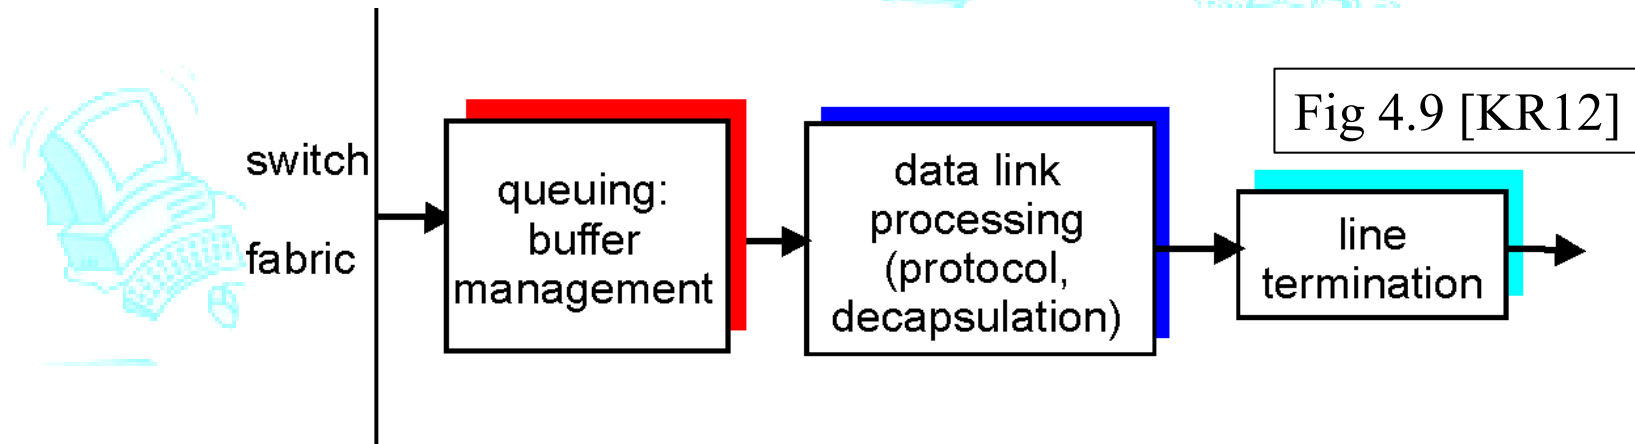 Fig 4.9 [KR12]
switch
fabric
queuing:
buffer
management
data link
processing
(protocol,
decapsulation)
line
termination